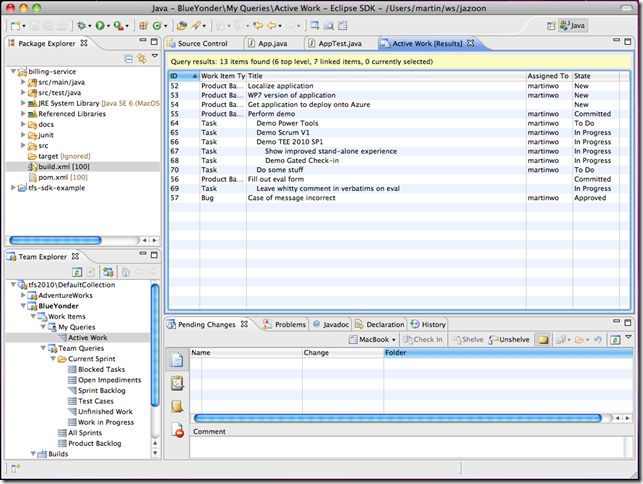 Java – BlueYonder\My Queries\Active Work – Eclipse SDK – /Users/martin/ws/jazoon
Java
Package Explorer
billing-service
src/main/java
src/test/java
JRE System Library [Java SE 6 (MacOS
Referenced Libraries
docs
junit
src
target [Ignored]
build.xml [100]
pom.xml [100]
tfs-sdk-example
Team Explorer
tfs2010\DefaultCollection
AdventureWorks
BlueYonder
Work Items
My Queries
Active Work
Team Queries
Current Sprint
Blocked Tasks
Open Impediments
Sprint Backlog
Test Cases
Unfinished Work
Work in Progress
All Sprints
Product Backlog
Builds
Source Control App.java AppTest.java Active Work [Results]
Query results: 13 items found (6 top level, 7 linked items, 0 currently selected)
ID Work Item Ty Title Assigned To State
52 Product Ba... Localize application martinwo New
53 Product Ba... WP7 version of application martinwo New
54 Product Ba... Get application to deploy onto Azure New
55 Product Ba... Perform demo martinwo Committed
64 Task Demo Power Tools martinwo To Do
65 Task Demo Scrum V1 martinwo In Progress
66 Task Demo TEE 2010 SP1 martinwo In Progress
67 Task Show improved stand-alone experience martinwo In Progress
68 Task Demo Gated Check-in martinwo In Progress
70 Task Do some stuff martinwo To Do
56 Product Ba... Fill out eval form Committed
69 Task Leave whitty comment in verbatims on eval In Progress
57 Bug Case of message incorrect martinwo Approved
Pending Changes Problems Javadoc Declaration History
MacBook Check In Shelve Unshelve
Name Change Folder
Comment